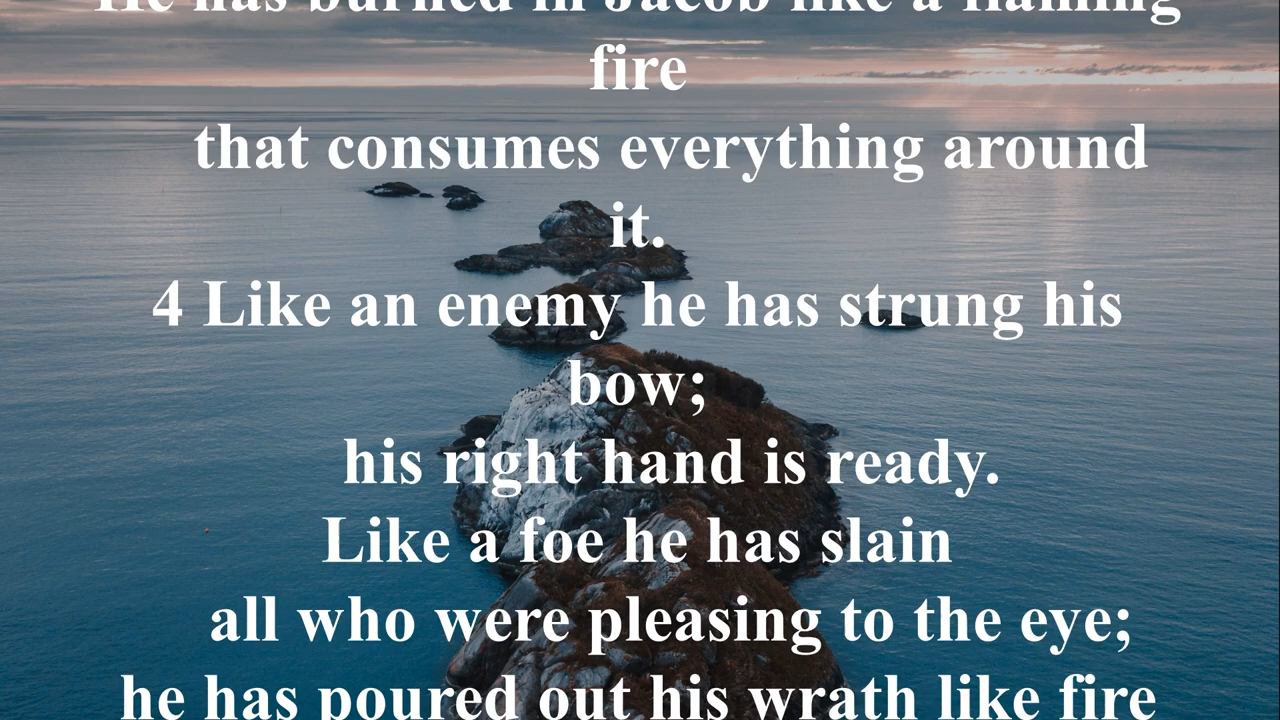 He has burned in Jacob like a flaming
fire
that consumes everything around
it.
4 Like an enemy he has strung his
bow;
his right hand is ready.
Like a foe he has slain
all who were pleasing to the eye;
he has poured out his wrath like fire